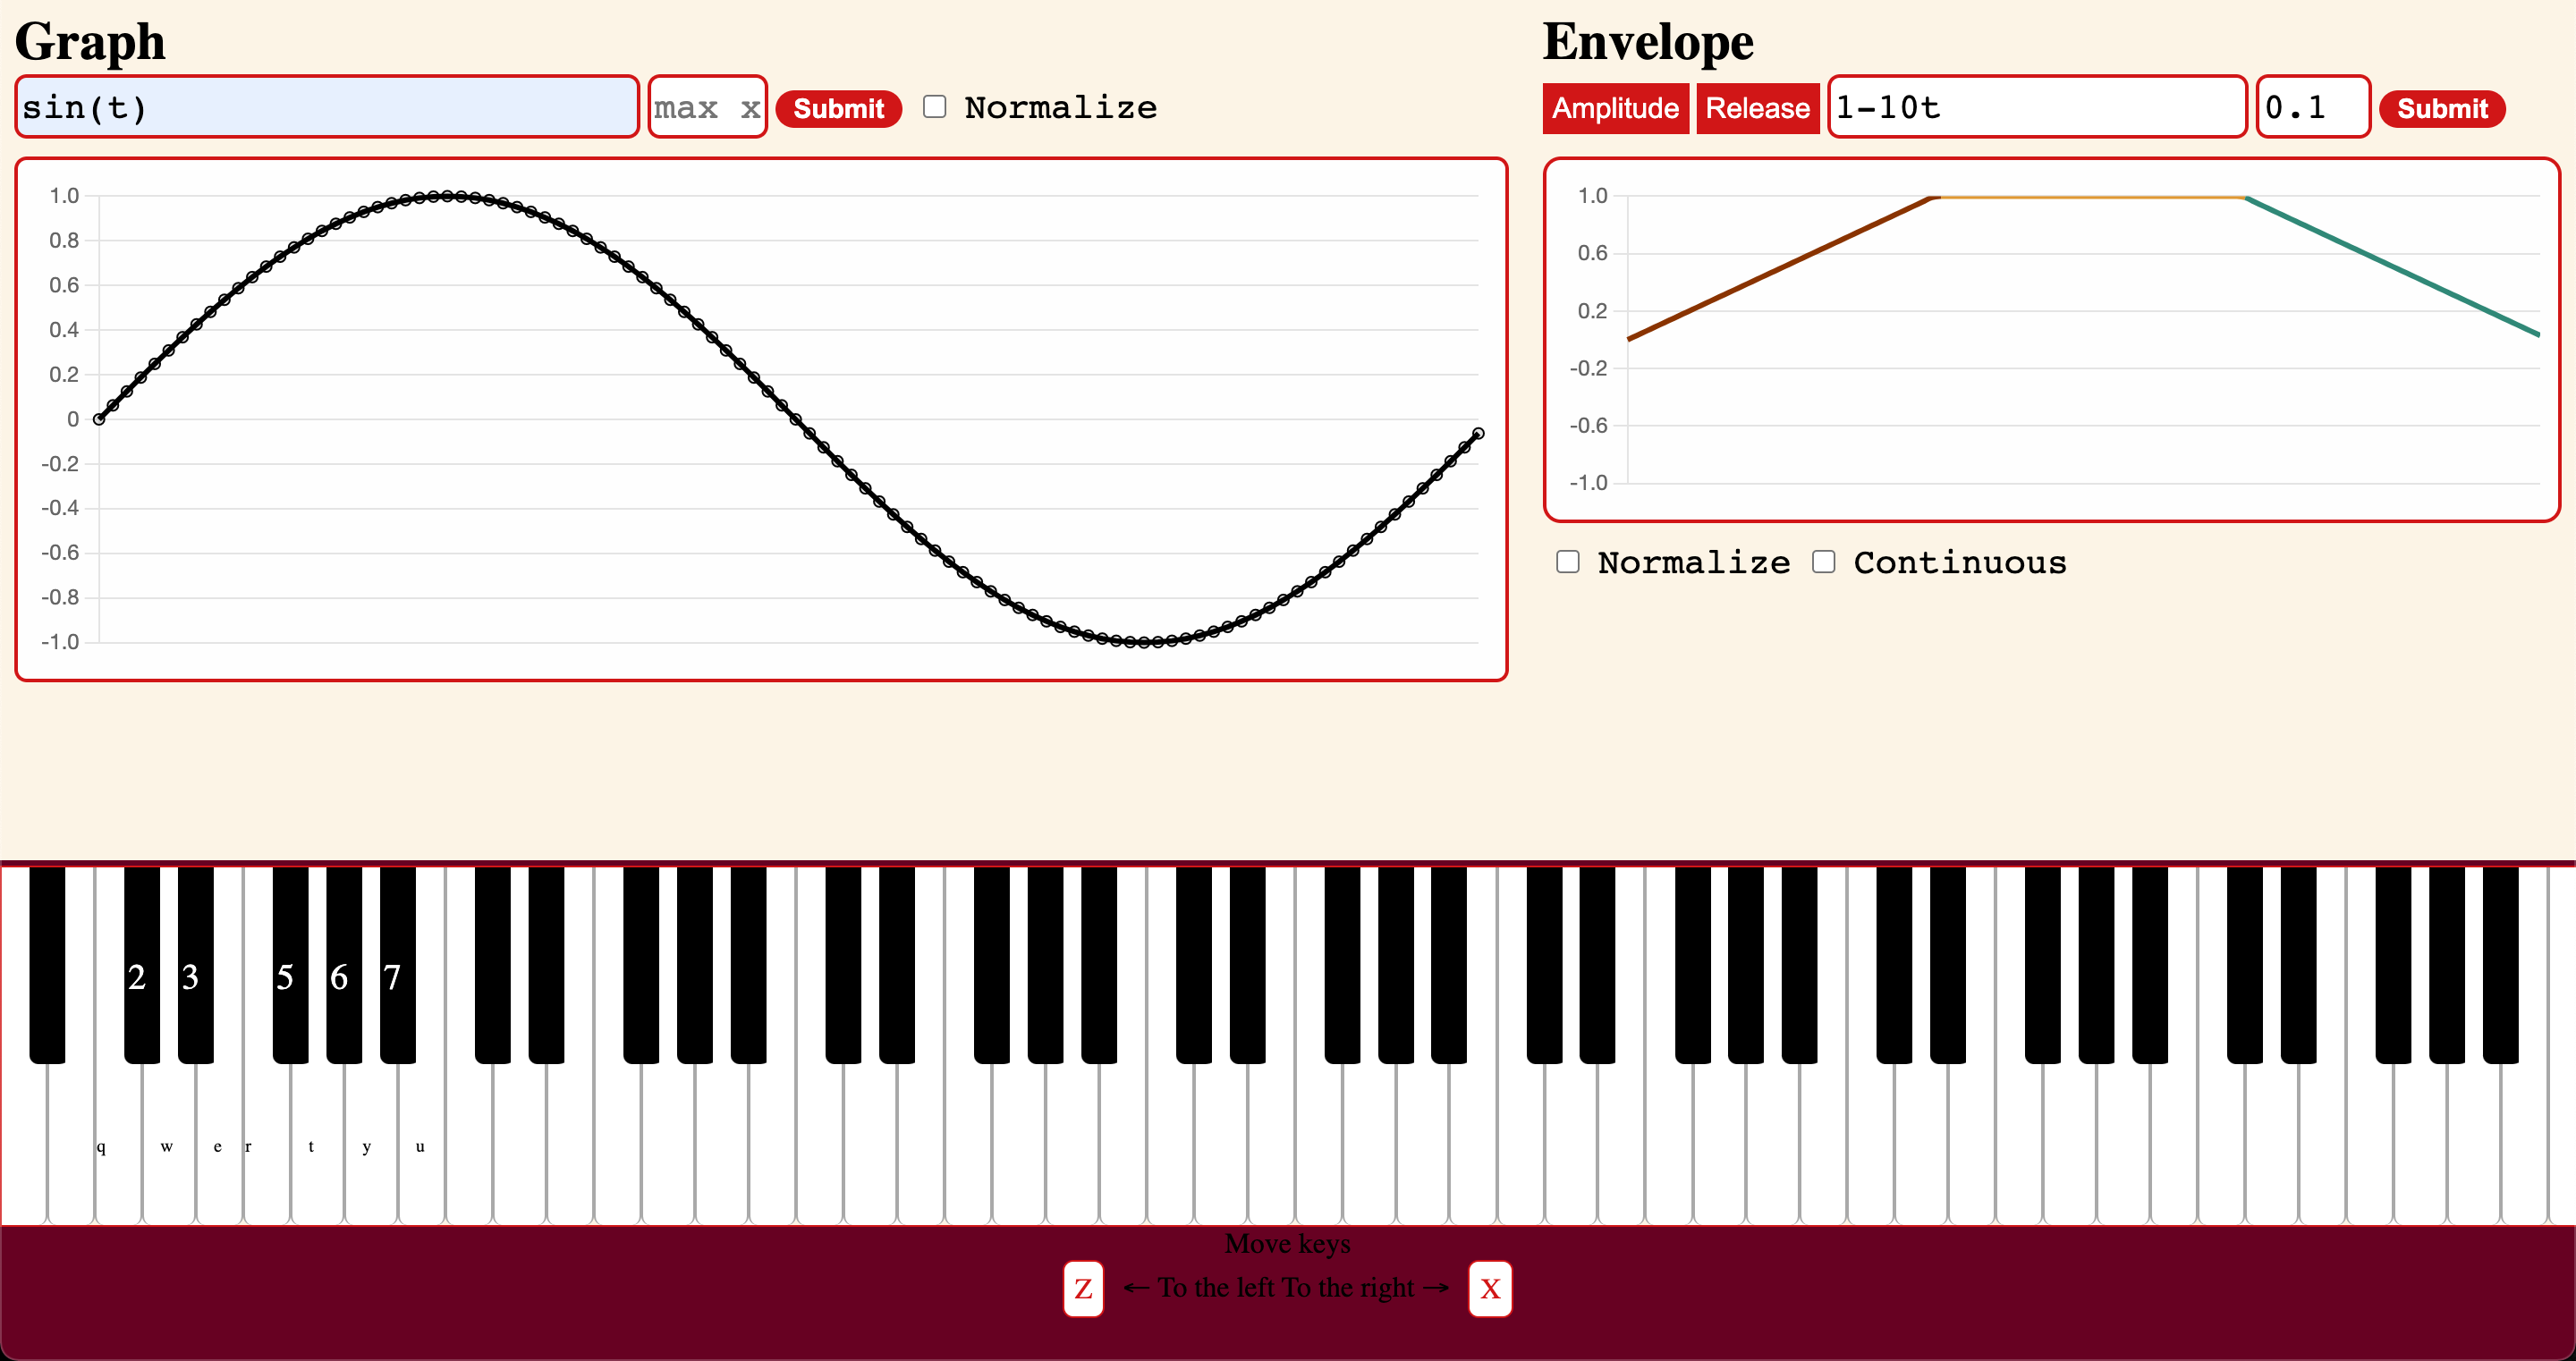 Graph
sin(t) max x Submit Normalize
1.0
0.8
0.6
0.4
0.2
0
-0.2
-0.4
-0.6
-0.8
-1.0
Envelope
Amplitude Release 1-10t 0.1 Submit
1.0
0.6
0.2
-0.2
-0.6
-1.0
Normalize Continuous
2 3 5 6 7
q w e r t y u
Move keys
Z ← To the left To the right → X